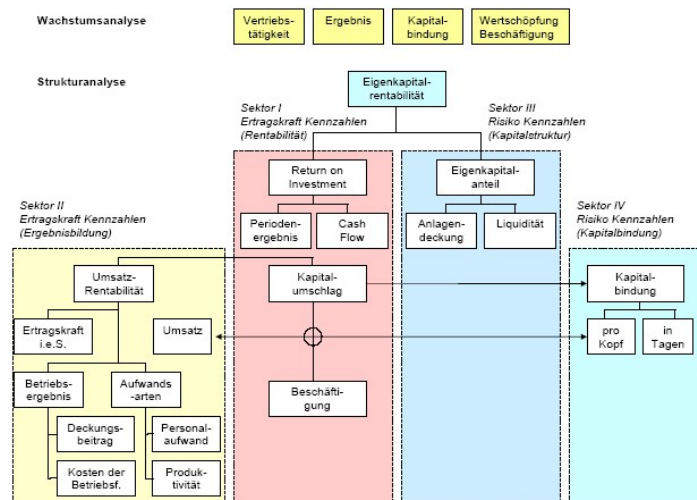 Wachstumsanalyse
Vertriebs-
tätigkeit
Ergebnis
Kapital-
bindung
Wertschöpfung
Beschäftigung
Strukturanalyse
Eigenkapital-
rentabilität
Sektor I
Ertragskraft Kennzahlen
(Rentabilität)
Sektor III
Risiko Kennzahlen
(Kapitalstruktur)
Return on
Investment
Eigenkapital-
anteil
Perioden-
ergebnis
Cash
Flow
Anlagen-
deckung
Liquidität
Sektor II
Ertragskraft Kennzahlen
(Ergebnisbildung)
Sektor IV
Risiko Kennzahlen
(Kapitalbindung)
Umsatz-
Rentabilität
Kapital-
umschlag
Kapital-
bindung
Ertragskraft
i.e.S.
Umsatz
pro
Kopf
in
Tagen
Betriebs-
ergebnis
Aufwands
-arten
Beschäfti-
gung
Deckungs-
beitrag
Personal-
aufwand
Kosten der
Betriebsf.
Produk-
tivität